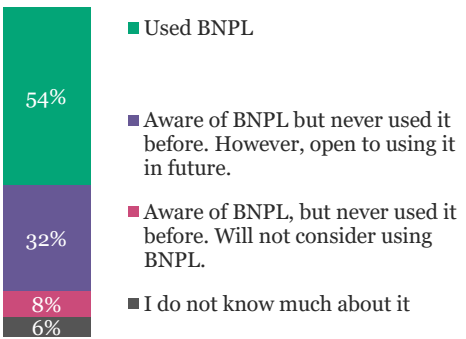 Used BNPL
54%
Aware of BNPL but never used it
before. However, open to using it
in future.
32%
Aware of BNPL, but never used it
before. Will not consider using
BNPL.
8%
I do not know much about it
6%